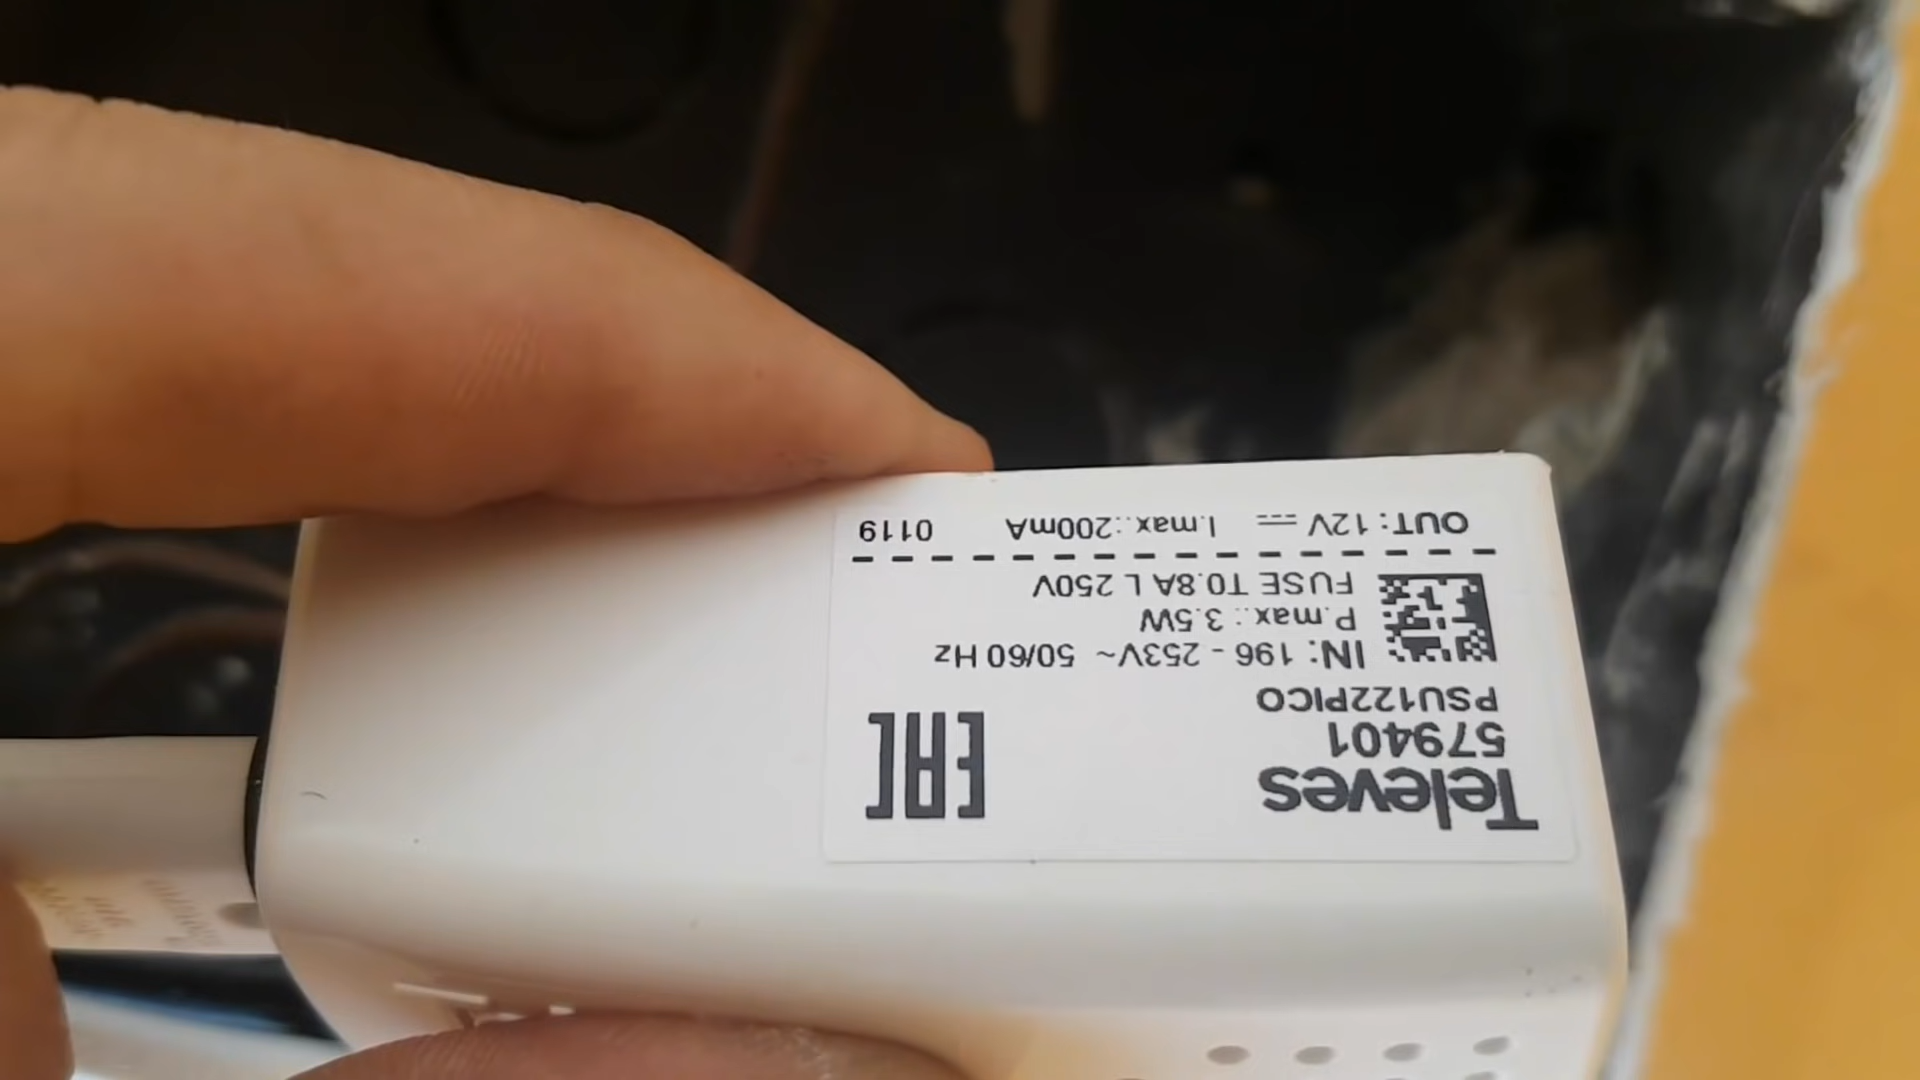 Televes
579401
PSU122PICO
EAC
IN: 196 - 253V~ 50/60 Hz
P.max.: 3.5W
FUSE T0.8A L 250V
OUT: 12V ⎓ I.max.:200mA 0119